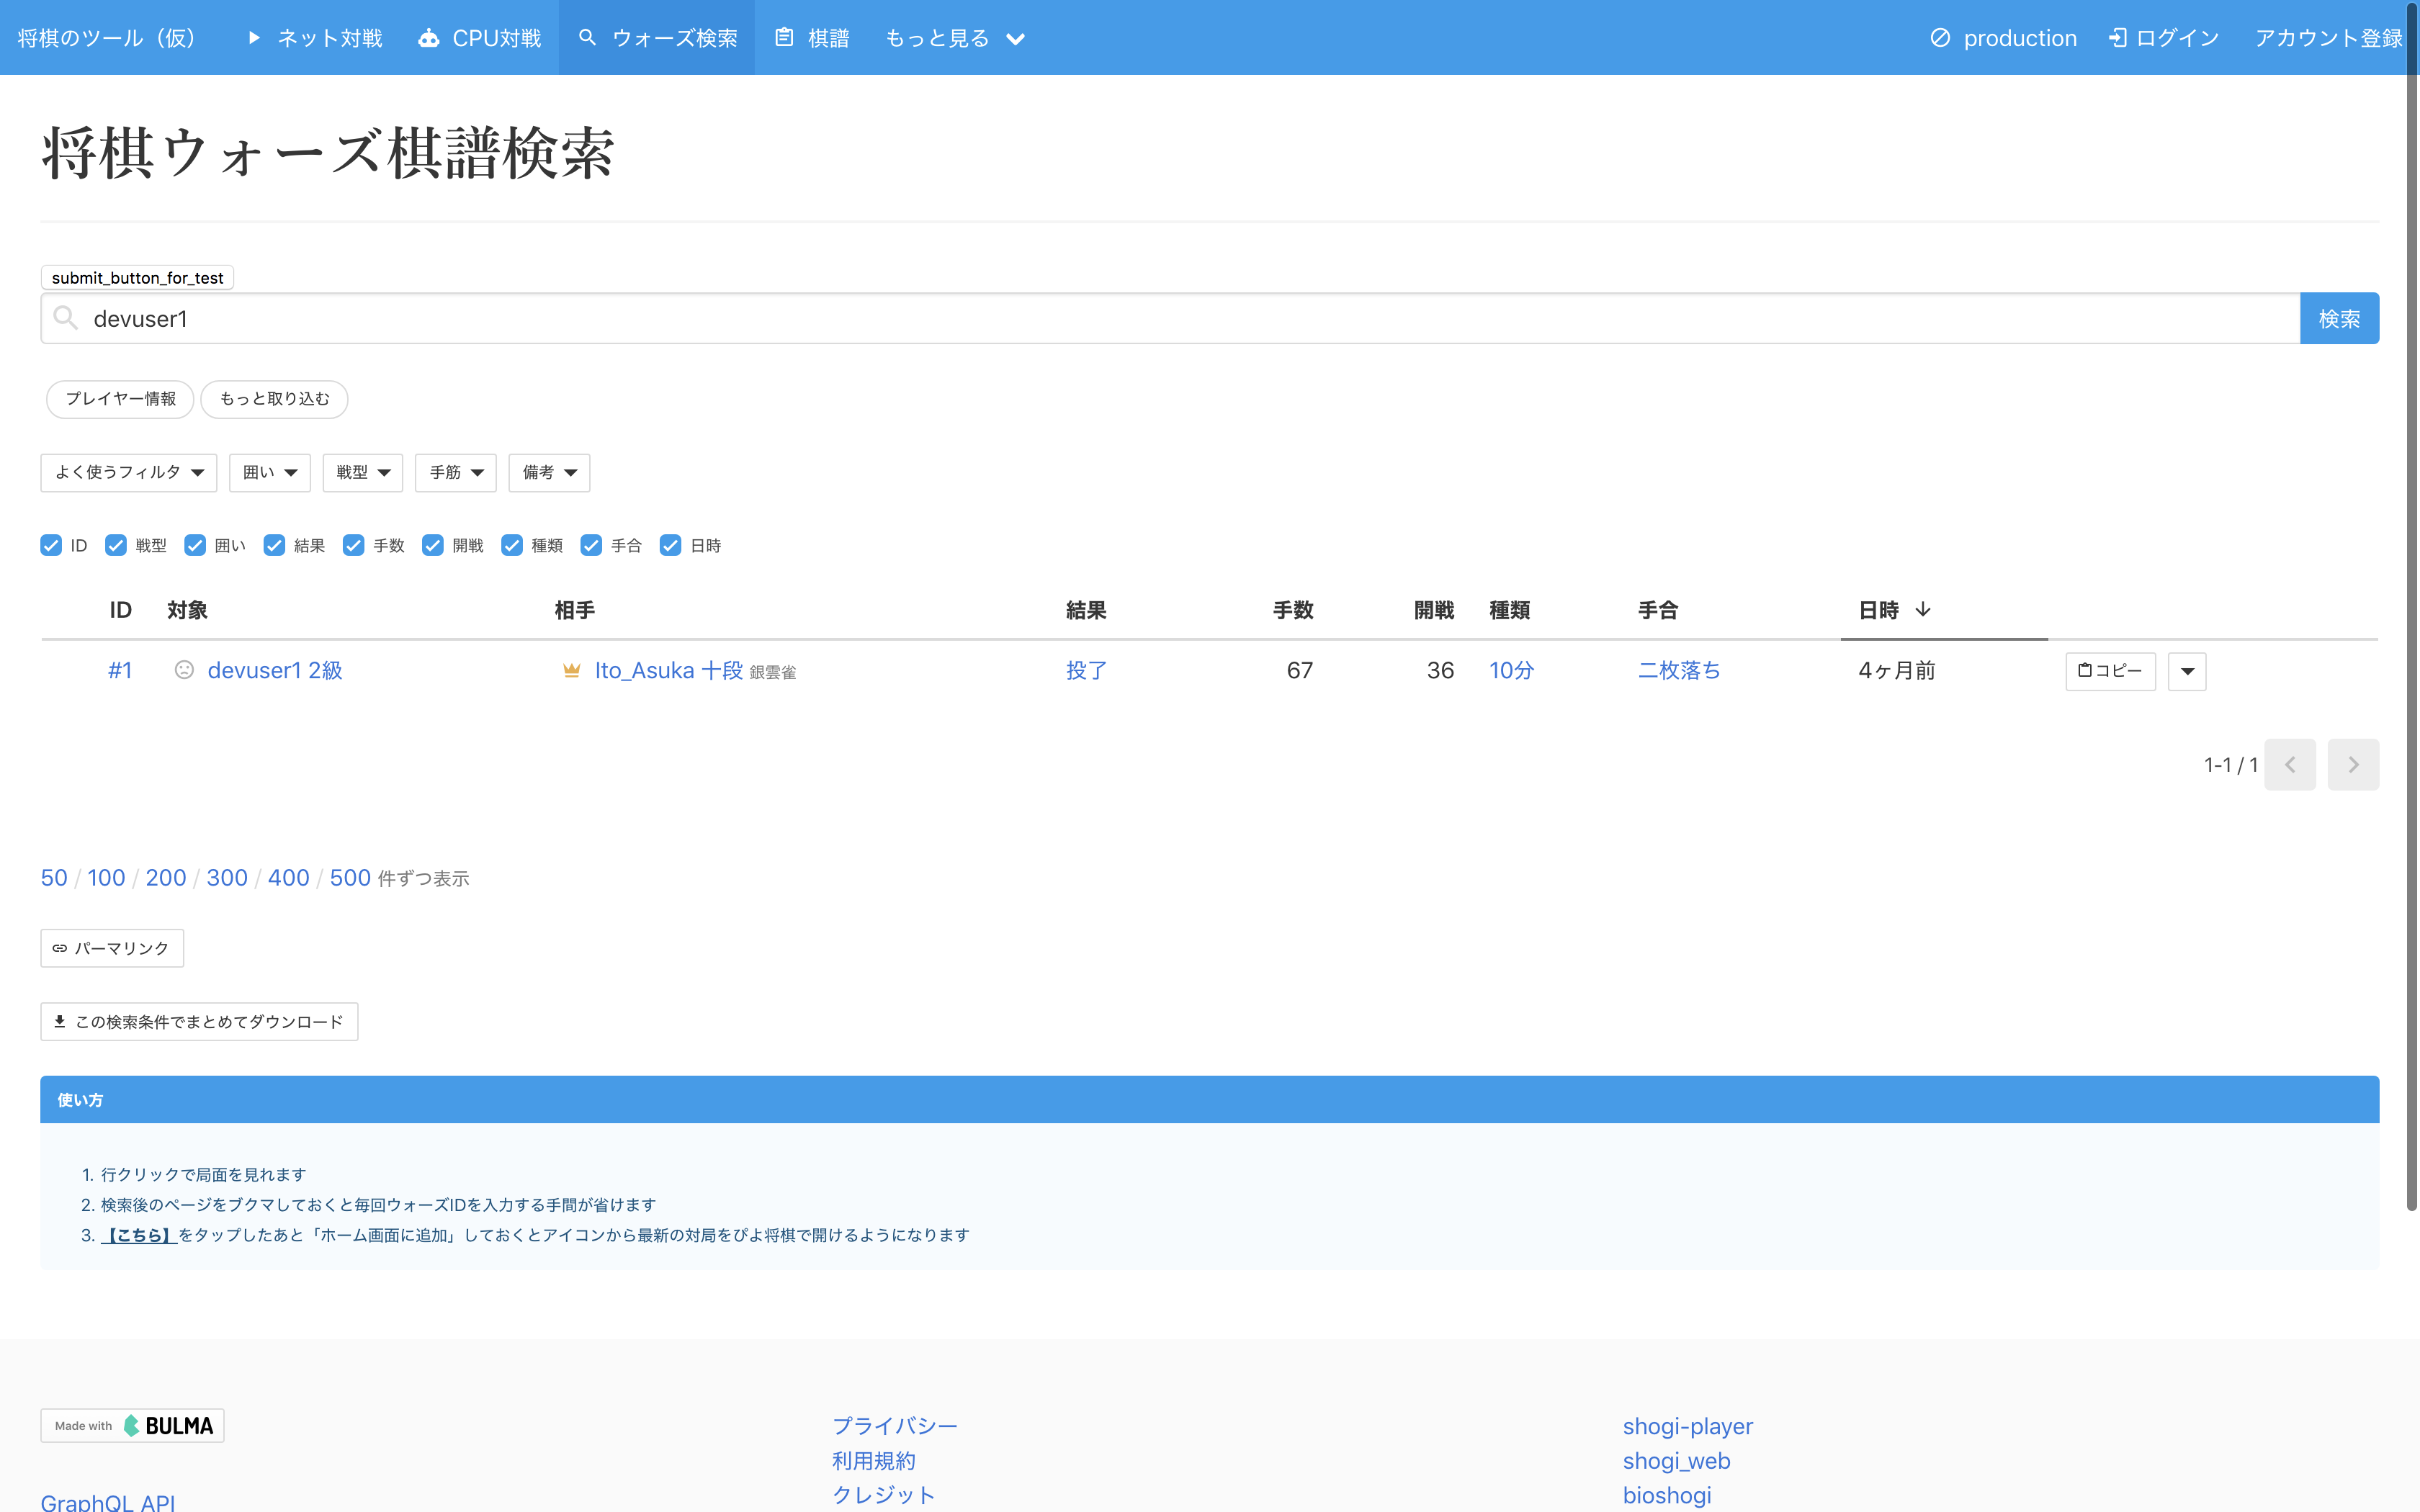 将棋のツール（仮） ネット対戦 CPU対戦 ウォーズ検索 棋譜 もっと見る production ログイン アカウント登録
将棋ウォーズ棋譜検索
submit_button_for_test
devuser1 検索
プレイヤー情報 もっと取り込む
よく使うフィルタ 囲い 戦型 手筋 備考
ID 戦型 囲い 結果 手数 開戦 種類 手合 日時
ID 対象 相手 結果 手数 開戦 種類 手合 日時
#1 devuser1 2級 Ito_Asuka 十段 銀雲雀 投了 67 36 10分 二枚落ち 4ヶ月前 コピー
1-1 / 1
50 / 100 / 200 / 300 / 400 / 500 件ずつ表示
パーマリンク
この検索条件でまとめてダウンロード
使い方
1. 行クリックで局面を見れます
2. 検索後のページをブクマしておくと毎回ウォーズIDを入力する手間が省けます
3. 【こちら】をタップしたあと「ホーム画面に追加」しておくとアイコンから最新の対局をぴよ将棋で開けるようになります
Made with BULMA
GraphQL API
プライバシー
利用規約
クレジット
shogi-player
shogi_web
bioshogi